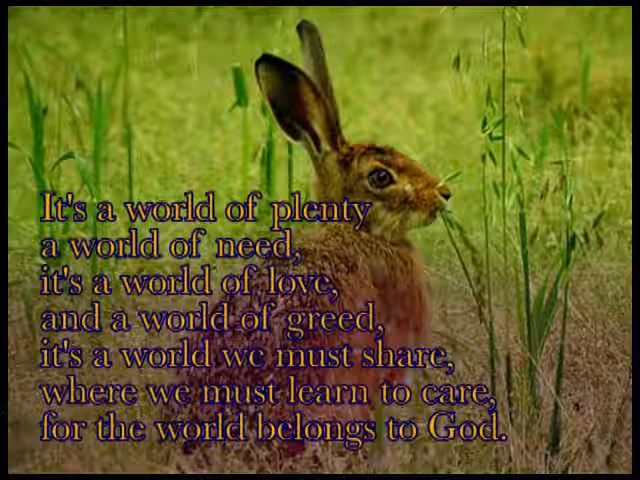 It's a world of plenty
a world of need,
it's a world of love,
and a world of greed,
it's a world we must share,
where we must learn to care,
for the world belongs to God.